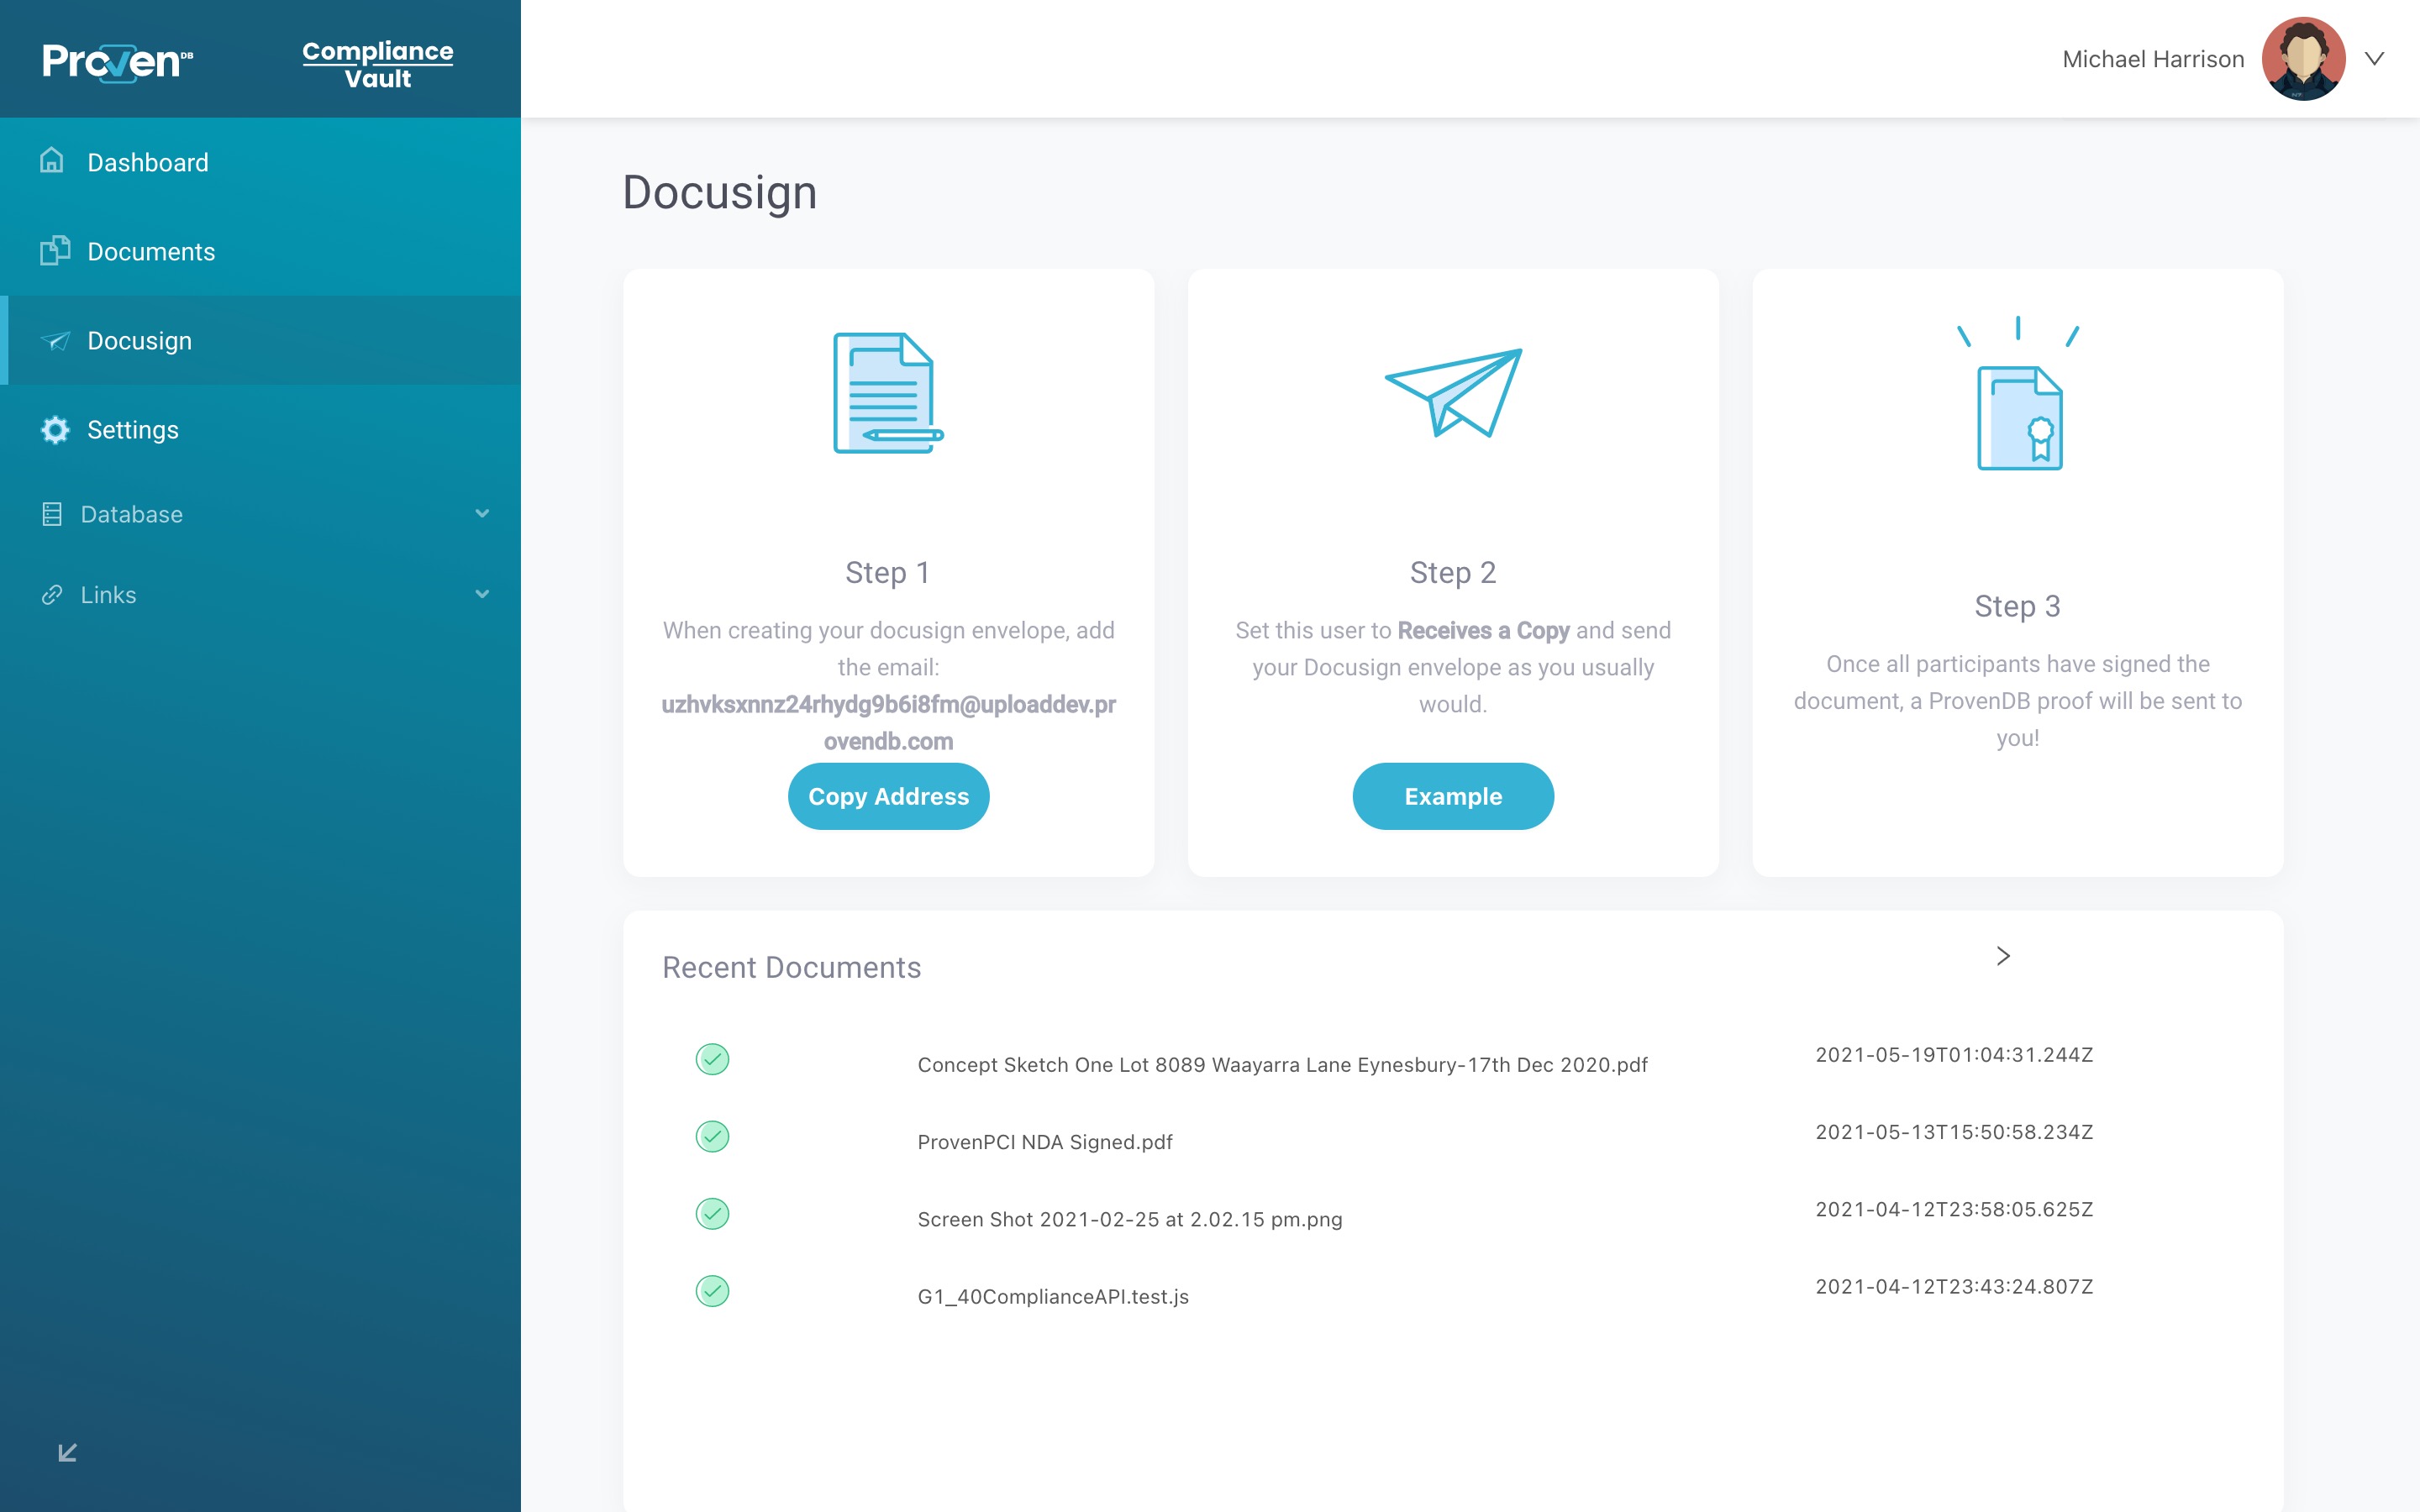 ProvenDB
Compliance
Vault
Michael Harrison
Dashboard
Documents
Docusign
Settings
Database
Links
Docusign
Step 1
When creating your docusign envelope, add
the email:
uzhvksxnnz24rhydg9b6i8fm@uploaddev.pr
ovendb.com
Copy Address
Step 2
Set this user to Receives a Copy and send
your Docusign envelope as you usually
would.
Example
Step 3
Once all participants have signed the
document, a ProvenDB proof will be sent to
you!
Recent Documents
Concept Sketch One Lot 8089 Waayarra Lane Eynesbury-17th Dec 2020.pdf 2021-05-19T01:04:31.244Z
ProvenPCI NDA Signed.pdf 2021-05-13T15:50:58.234Z
Screen Shot 2021-02-25 at 2.02.15 pm.png 2021-04-12T23:58:05.625Z
G1_40ComplianceAPI.test.js 2021-04-12T23:43:24.807Z